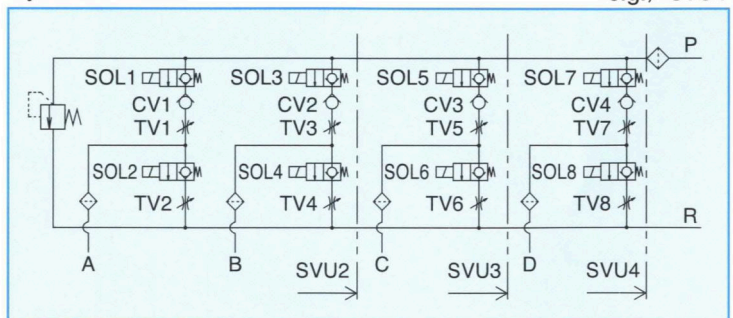 P
SOL1 SOL3 SOL5 SOL7
CV1 CV2 CV3 CV4
TV1 TV3 TV5 TV7
SOL2 SOL4 SOL6 SOL8
TV2 TV4 TV6 TV8
R
A B C D
SVU2 SVU3 SVU4